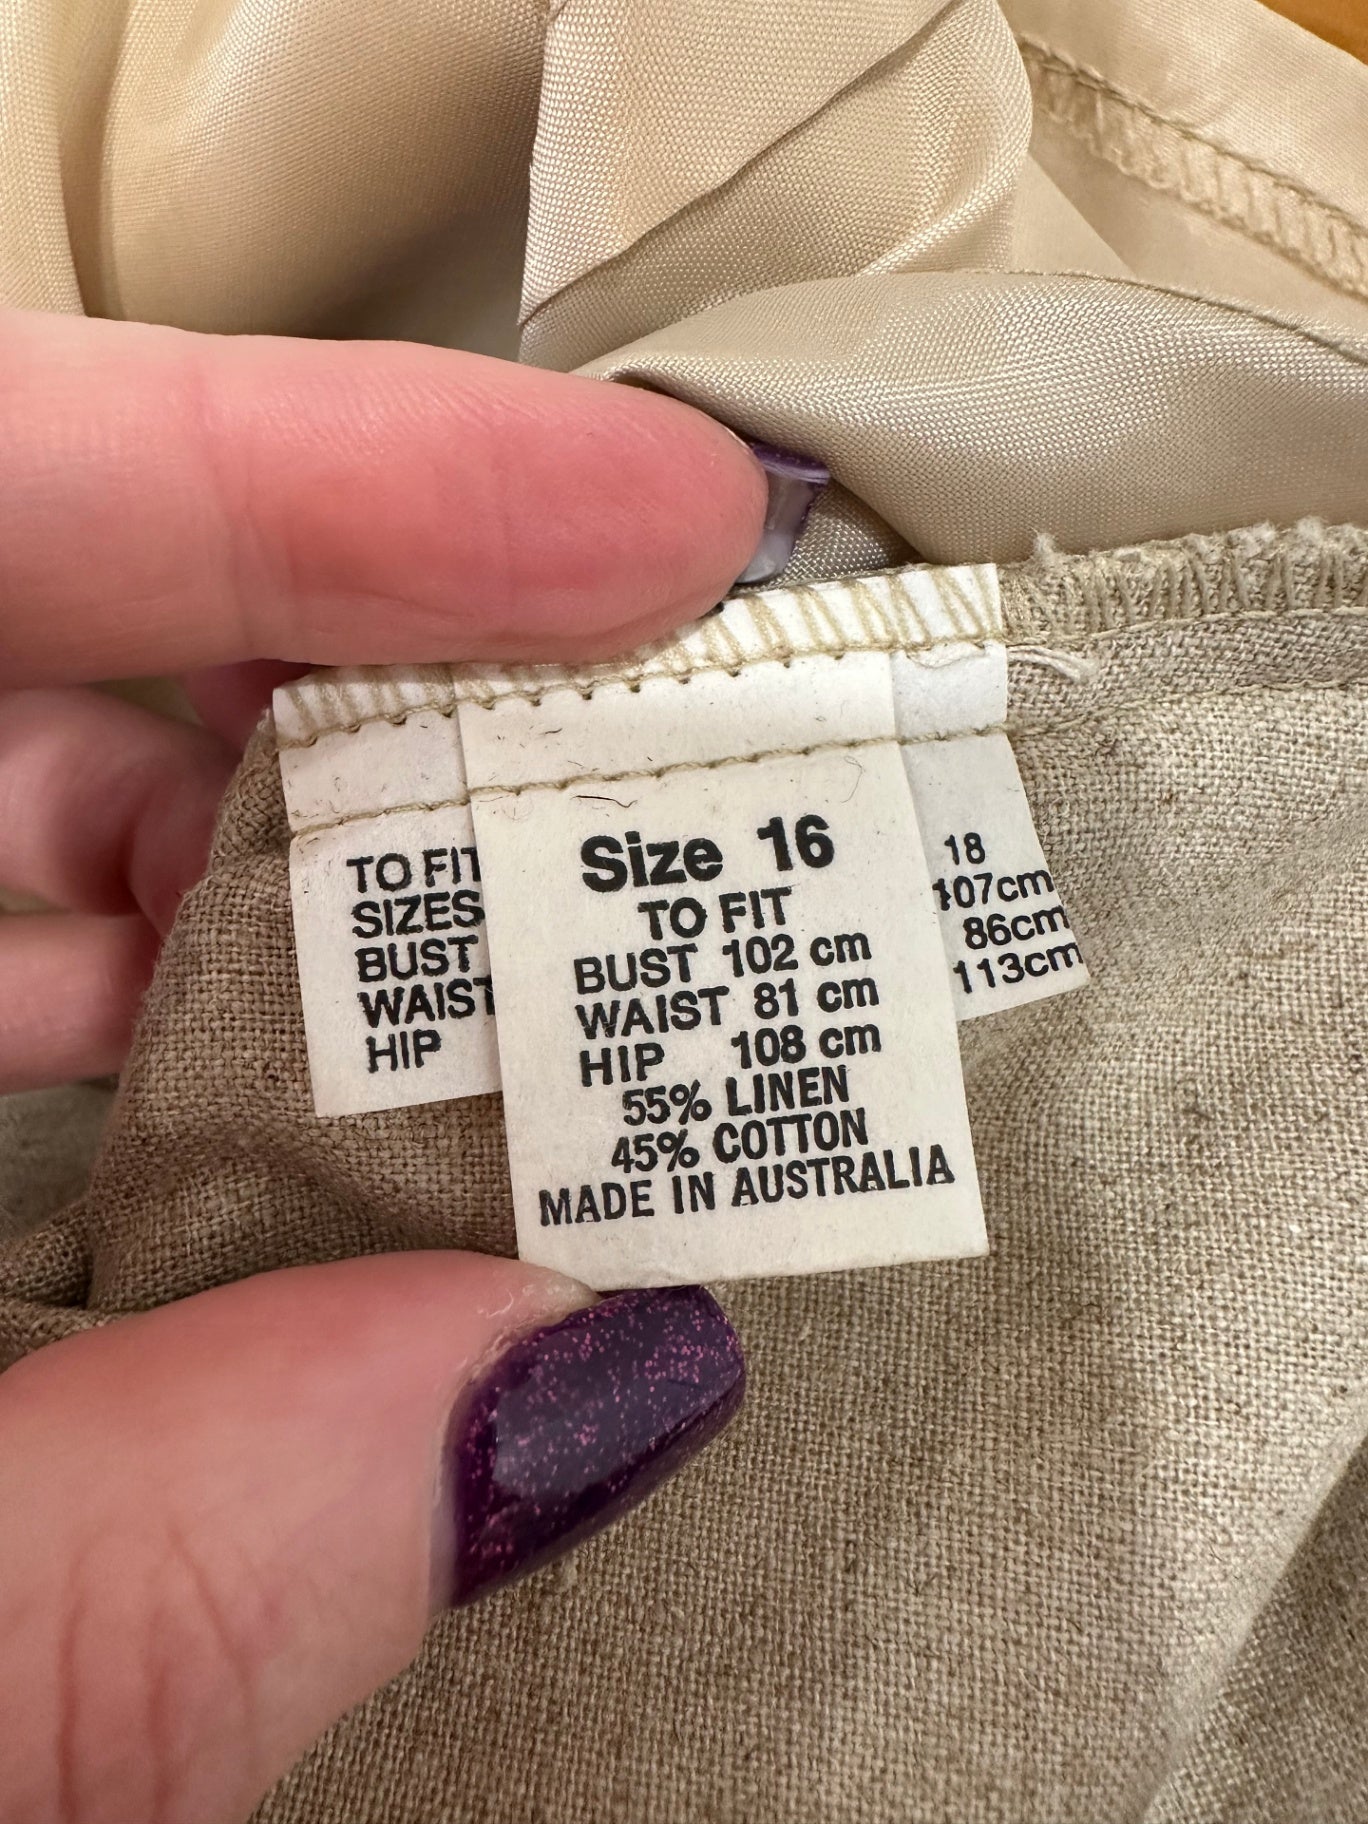 Size 16
TO FIT
BUST 102 cm
WAIST 81 cm
HIP 108 cm
55% LINEN
45% COTTON
MADE IN AUSTRALIA
TO FIT
SIZES 18
BUST 107cm
WAIST 86cm
HIP 113cm